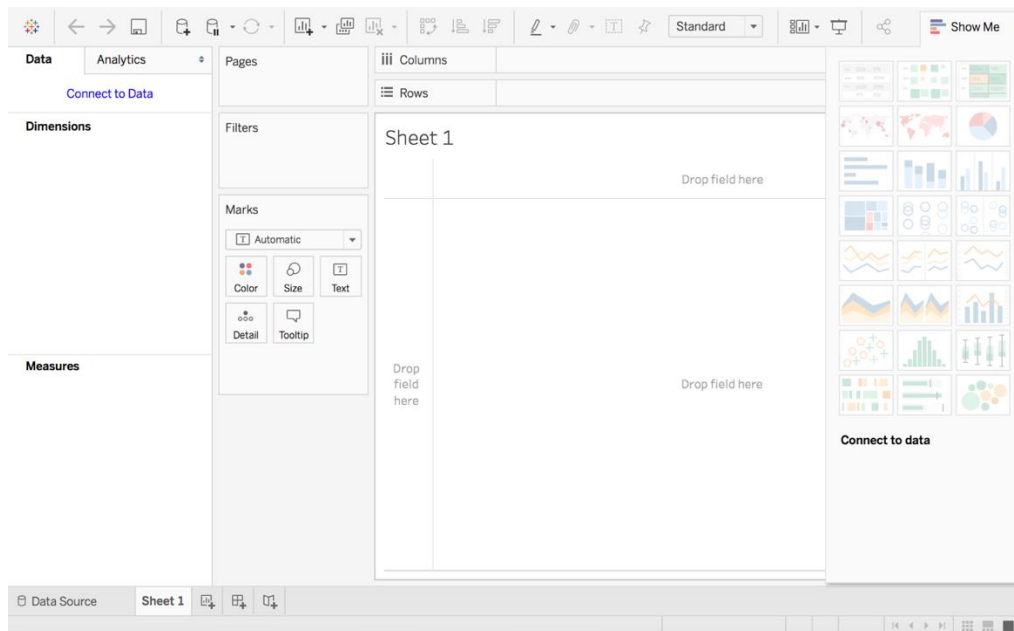 Standard
Show Me
Data
Analytics
Connect to Data
Dimensions
Measures
Pages
Filters
Marks
Automatic
Color
Size
Text
Detail
Tooltip
Columns
Rows
Sheet 1
Drop field here
Drop
field
here
Drop field here
Connect to data
Data Source
Sheet 1